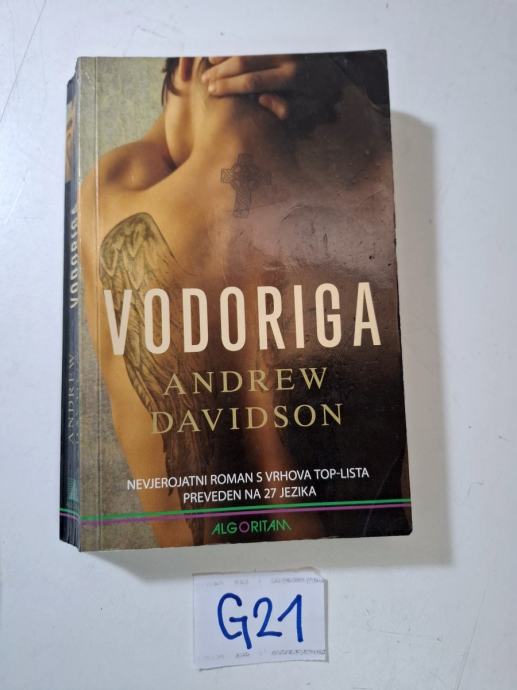 VODORIGA
ANDREW
DAVIDSON
NEVJEROJATNI ROMAN S VRHOVA TOP-LISTA
PREVEDEN NA 27 JEZIKA
ALGORITAM
VODORIGA
ANDREW
G21